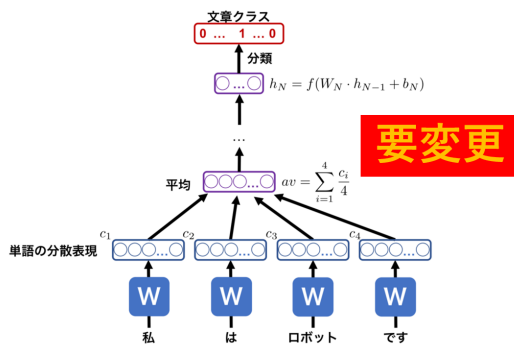 文章クラス
0 ... 1 ...0
分類
... h_N = f(W_N · h_{N-1} + b_N)
...
要変更
平均 ... av = \sum_{i=1}^{4} \frac{c_i}{4}
c_1 c_2 c_3 c_4
単語の分散表現 ... ... ... ...
W W W W
私 は ロボット です